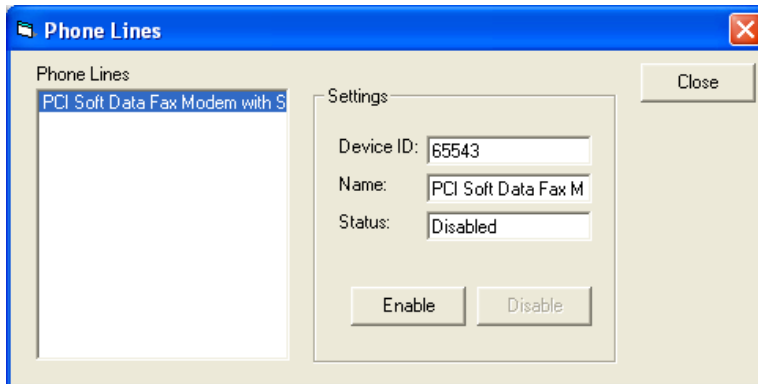 Phone Lines
Phone Lines
PCI Soft Data Fax Modem with S
Settings
Close
Device ID: 65543
Name: PCI Soft Data Fax M
Status: Disabled
Enable Disable